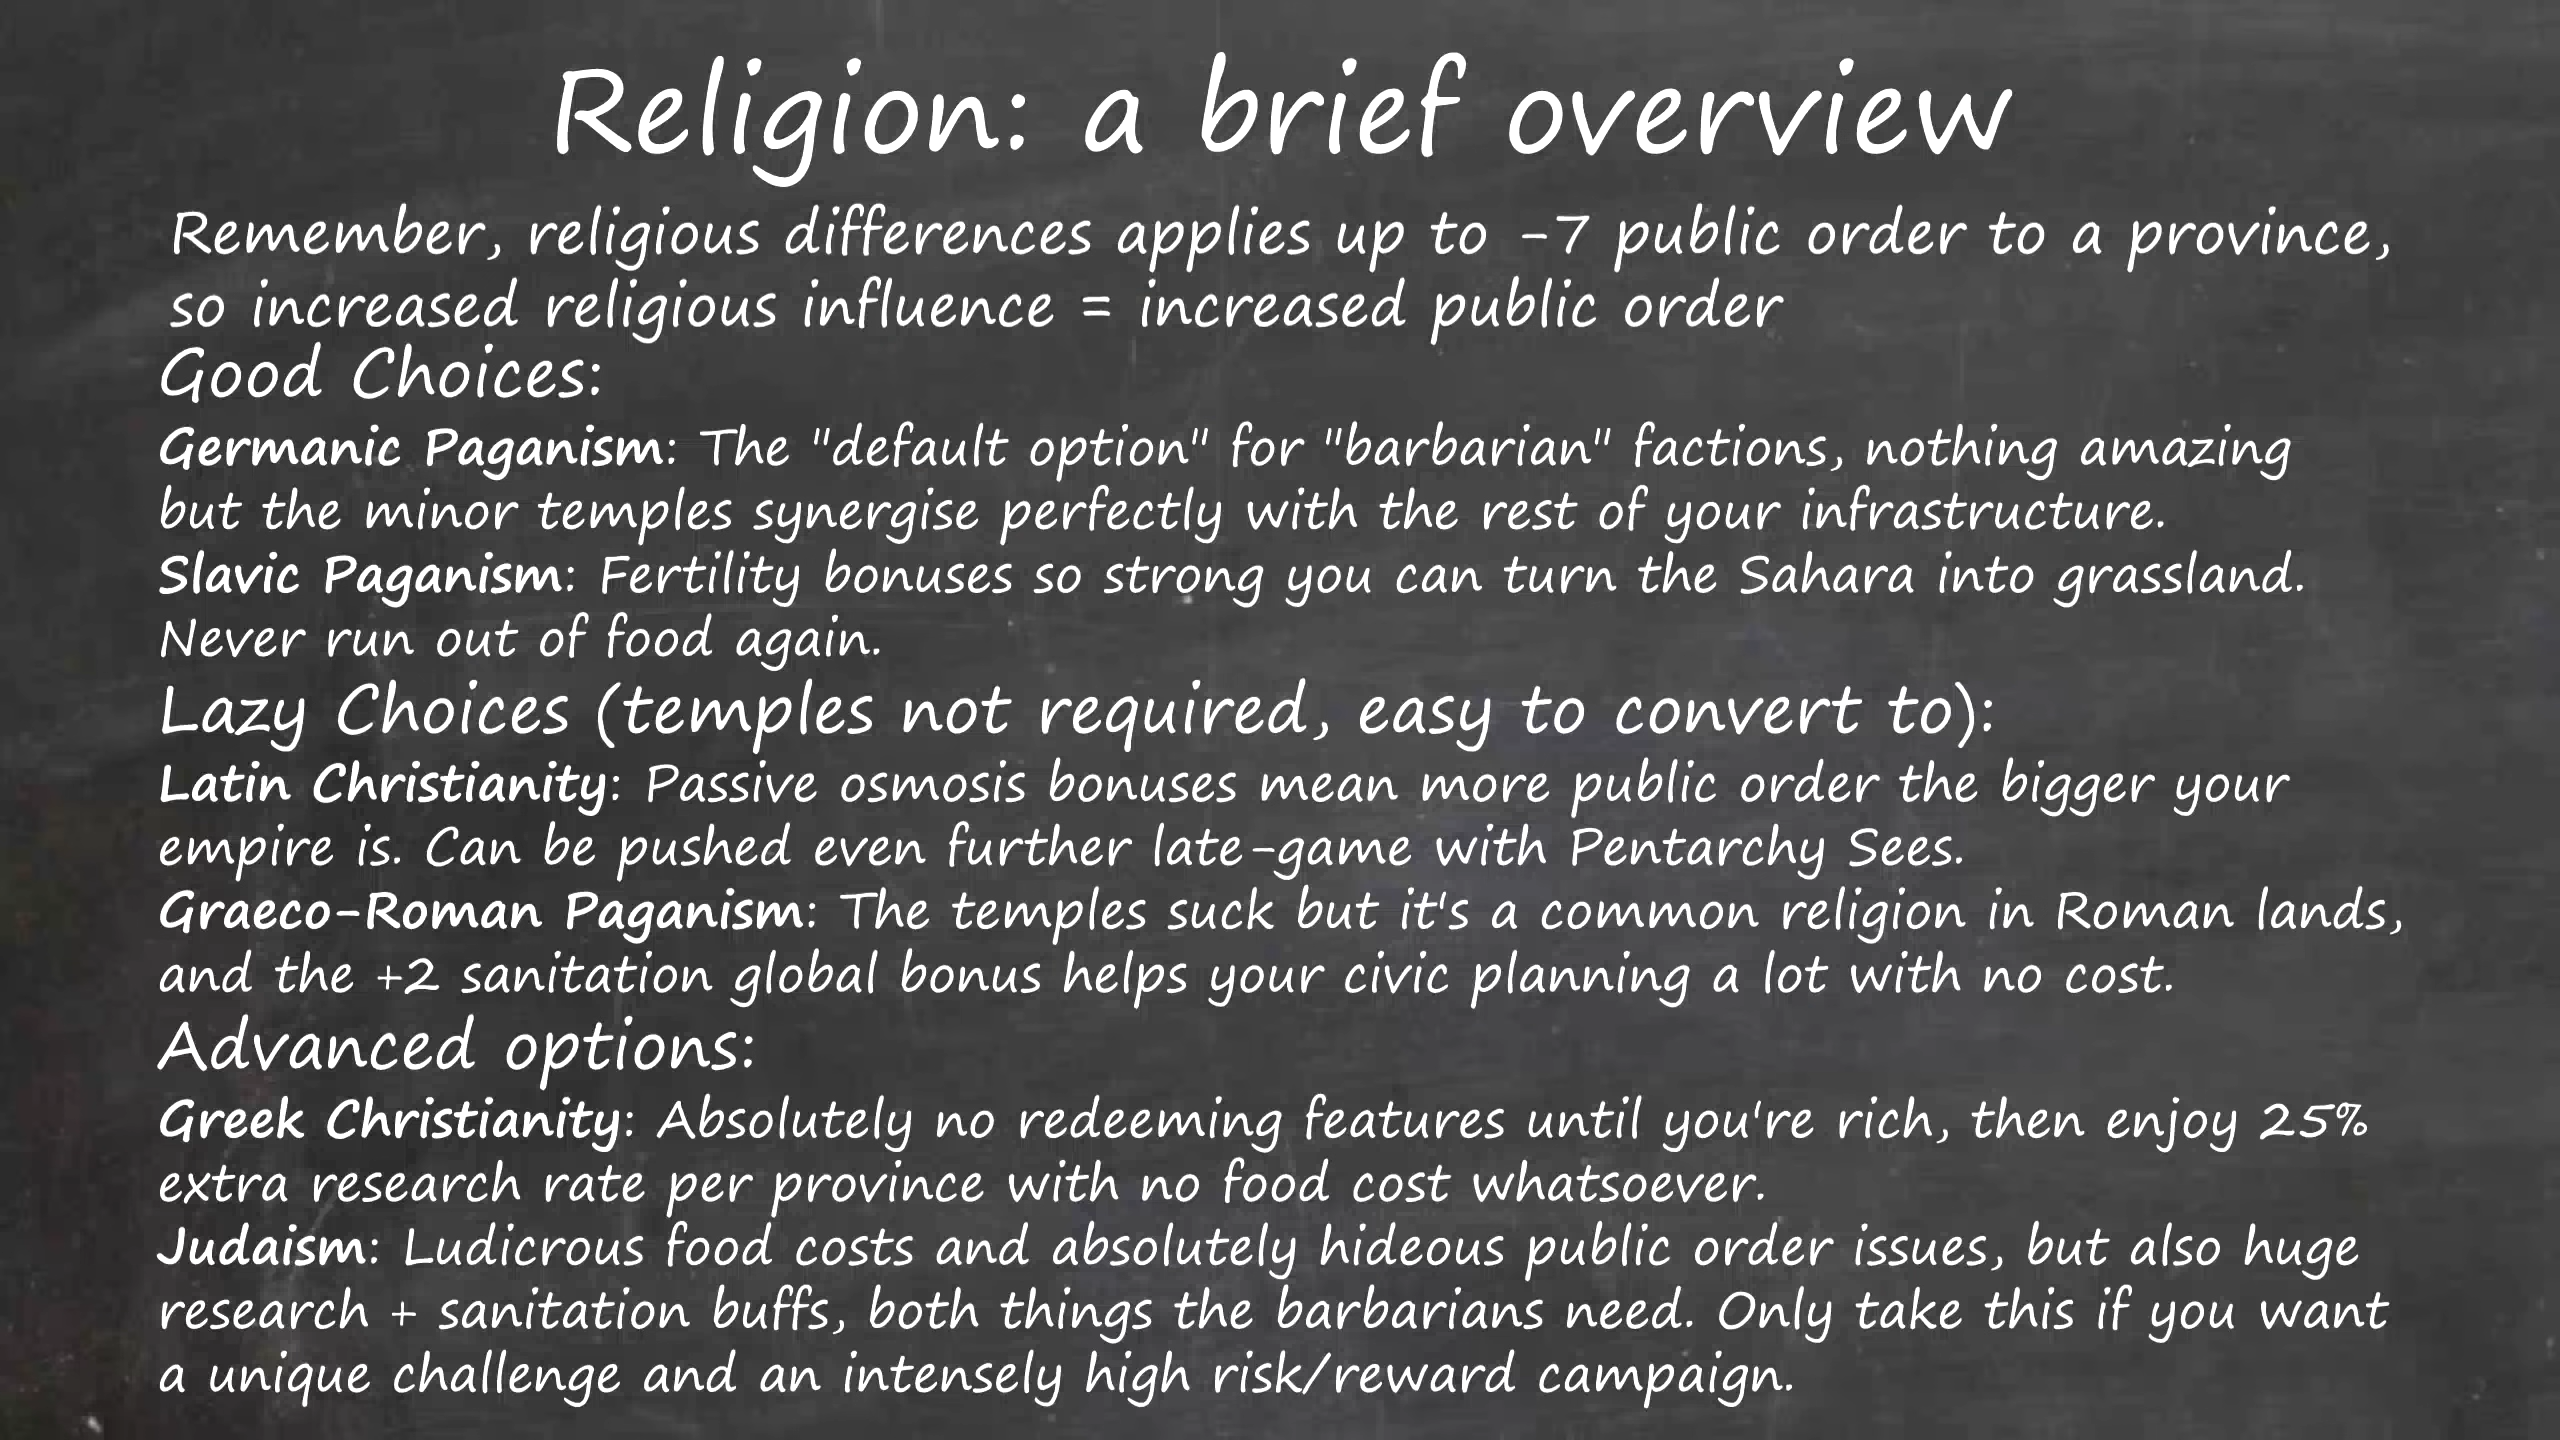 Religion: a brief overview
Remember, religious differences applies up to -7 public order to a province,
so increased religious influence = increased public order
Good Choices:
Germanic Paganism: The "default option" for "barbarian" factions, nothing amazing
but the minor temples synergise perfectly with the rest of your infrastructure.
Slavic Paganism: Fertility bonuses so strong you can turn the Sahara into grassland.
Never run out of food again.
Lazy Choices (temples not required, easy to convert to):
Latin Christianity: Passive osmosis bonuses mean more public order the bigger your
empire is. Can be pushed even further late-game with Pentarchy Sees.
Graeco-Roman Paganism: The temples suck but it's a common religion in Roman lands,
and the +2 sanitation global bonus helps your civic planning a lot with no cost.
Advanced options:
Greek Christianity: Absolutely no redeeming features until you're rich, then enjoy 25%
extra research rate per province with no food cost whatsoever.
Judaism: Ludicrous food costs and absolutely hideous public order issues, but also huge
research + sanitation buffs, both things the barbarians need. Only take this if you want
a unique challenge and an intensely high risk/reward campaign.